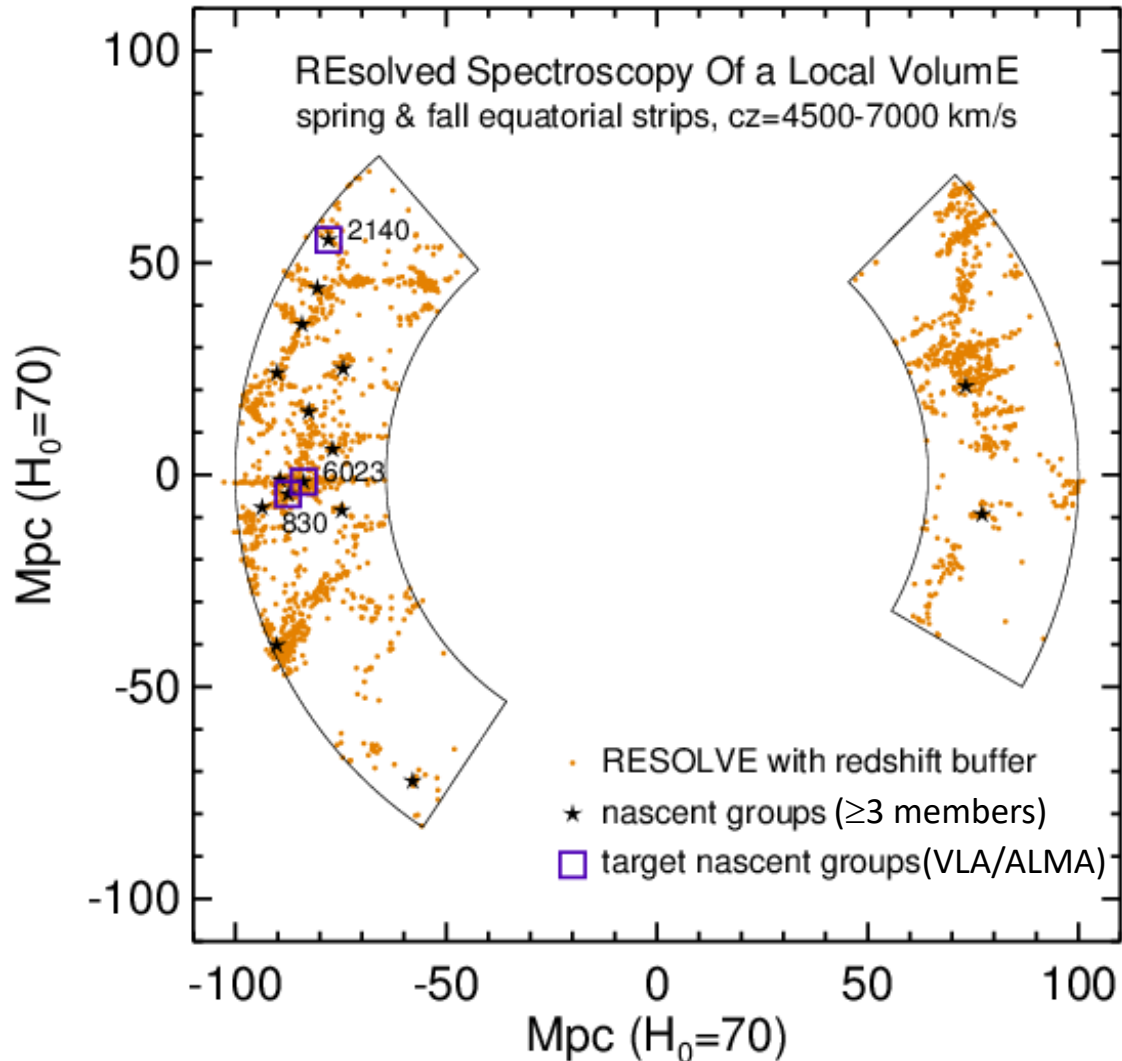 REsolved Spectroscopy Of a Local VolumE
spring & fall equatorial strips, cz=4500-7000 km/s
100
50
0
-50
-100
Mpc (H₀=70)
2140
6023
830
RESOLVE with redshift buffer
nascent groups (≥3 members)
target nascent groups(VLA/ALMA)
-100
-50
0
50
100
Mpc (H₀=70)